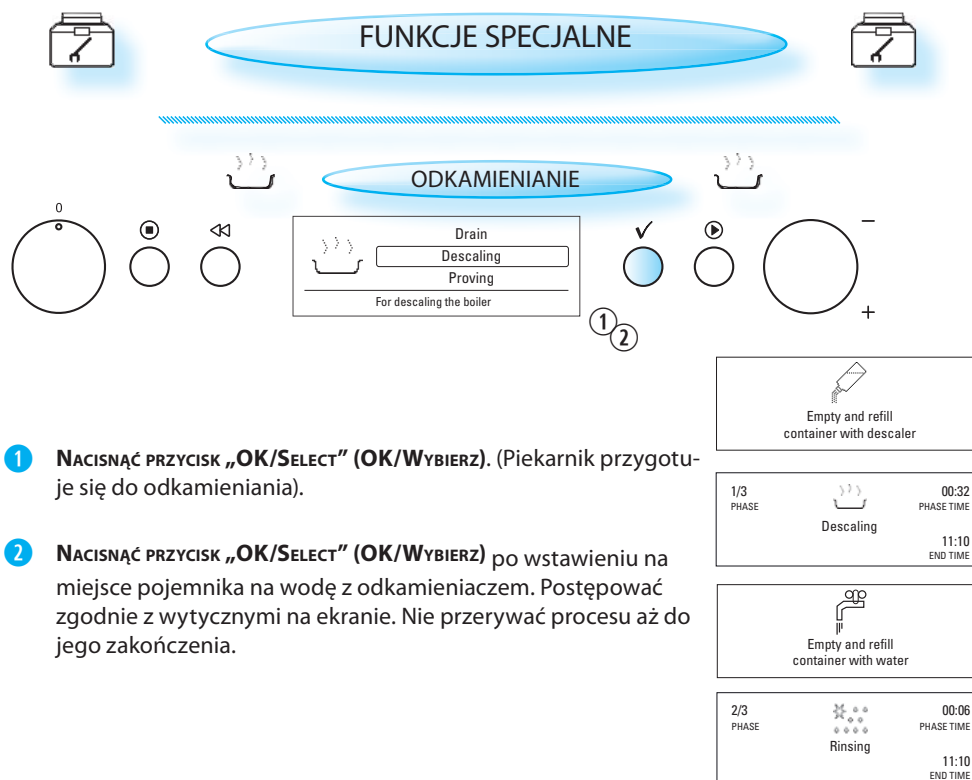 FUNKCJE SPECJALNE
ODKAMIENIANIE
0
Drain
Descaling
Proving
For descaling the boiler
−
+
1
2
Empty and refill
container with descaler
1 NACISNĄĆ PRZYCISK „OK/SELECT” (OK/WYBIERZ). (Piekarnik przygotu-
je się do odkamieniania).
1/3 00:32
PHASE PHASE TIME
Descaling
11:10
END TIME
2 NACISNĄĆ PRZYCISK „OK/SELECT” (OK/WYBIERZ) po wstawieniu na
miejsce pojemnika na wodę z odkamieniaczem. Postępować
zgodnie z wytycznymi na ekranie. Nie przerywać procesu aż do
jego zakończenia.
Empty and refill
container with water
2/3 00:06
PHASE PHASE TIME
Rinsing
11:10
END TIME